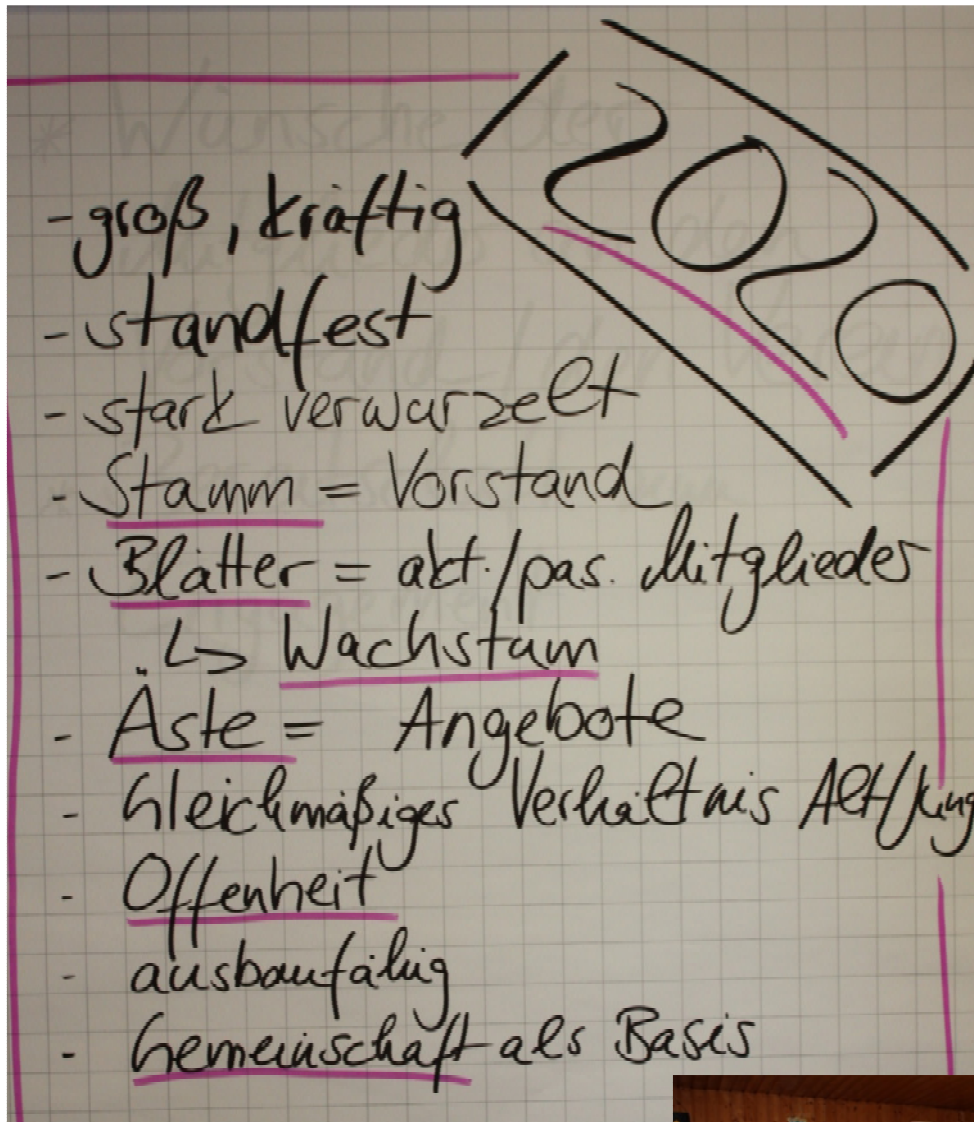 2020
- groß, kräftig
- standfest
- stark verwurzelt
- Stamm = Vorstand
- Blätter = akt./pas. Mitglieder
↳ Wachstum
- Äste = Angebote
- Gleichmäßiges Verhältnis Alt/Jung
- Offenheit
- ausbaufähig
- Gemeinschaft als Basis